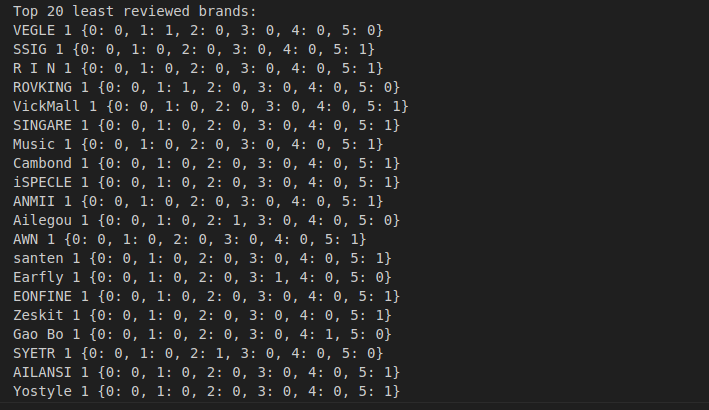 Top 20 least reviewed brands:
VEGLE 1 {0: 0, 1: 1, 2: 0, 3: 0, 4: 0, 5: 0}
SSIG 1 {0: 0, 1: 0, 2: 0, 3: 0, 4: 0, 5: 1}
R I N 1 {0: 0, 1: 0, 2: 0, 3: 0, 4: 0, 5: 1}
ROVKING 1 {0: 0, 1: 1, 2: 0, 3: 0, 4: 0, 5: 0}
VickMall 1 {0: 0, 1: 0, 2: 0, 3: 0, 4: 0, 5: 1}
SINGARE 1 {0: 0, 1: 0, 2: 0, 3: 0, 4: 0, 5: 1}
Music 1 {0: 0, 1: 0, 2: 0, 3: 0, 4: 0, 5: 1}
Cambond 1 {0: 0, 1: 0, 2: 0, 3: 0, 4: 0, 5: 1}
iSPECLE 1 {0: 0, 1: 0, 2: 0, 3: 0, 4: 0, 5: 1}
ANMII 1 {0: 0, 1: 0, 2: 0, 3: 0, 4: 0, 5: 1}
Ailegou 1 {0: 0, 1: 0, 2: 1, 3: 0, 4: 0, 5: 0}
AWN 1 {0: 0, 1: 0, 2: 0, 3: 0, 4: 0, 5: 1}
santen 1 {0: 0, 1: 0, 2: 0, 3: 0, 4: 0, 5: 1}
Earfly 1 {0: 0, 1: 0, 2: 0, 3: 1, 4: 0, 5: 0}
EONFINE 1 {0: 0, 1: 0, 2: 0, 3: 0, 4: 0, 5: 1}
Zeskit 1 {0: 0, 1: 0, 2: 0, 3: 0, 4: 0, 5: 1}
Gao Bo 1 {0: 0, 1: 0, 2: 0, 3: 0, 4: 1, 5: 0}
SYETR 1 {0: 0, 1: 0, 2: 1, 3: 0, 4: 0, 5: 0}
AILANSI 1 {0: 0, 1: 0, 2: 0, 3: 0, 4: 0, 5: 1}
Yostyle 1 {0: 0, 1: 0, 2: 0, 3: 0, 4: 0, 5: 1}